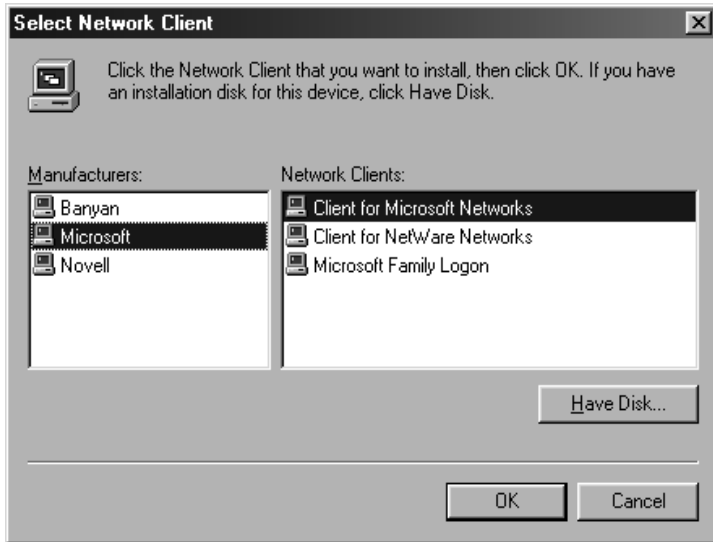 Select Network Client
Click the Network Client that you want to install, then click OK. If you have
an installation disk for this device, click Have Disk.
Manufacturers:
Banyan
Microsoft
Novell
Network Clients:
Client for Microsoft Networks
Client for NetWare Networks
Microsoft Family Logon
Have Disk...
OK
Cancel